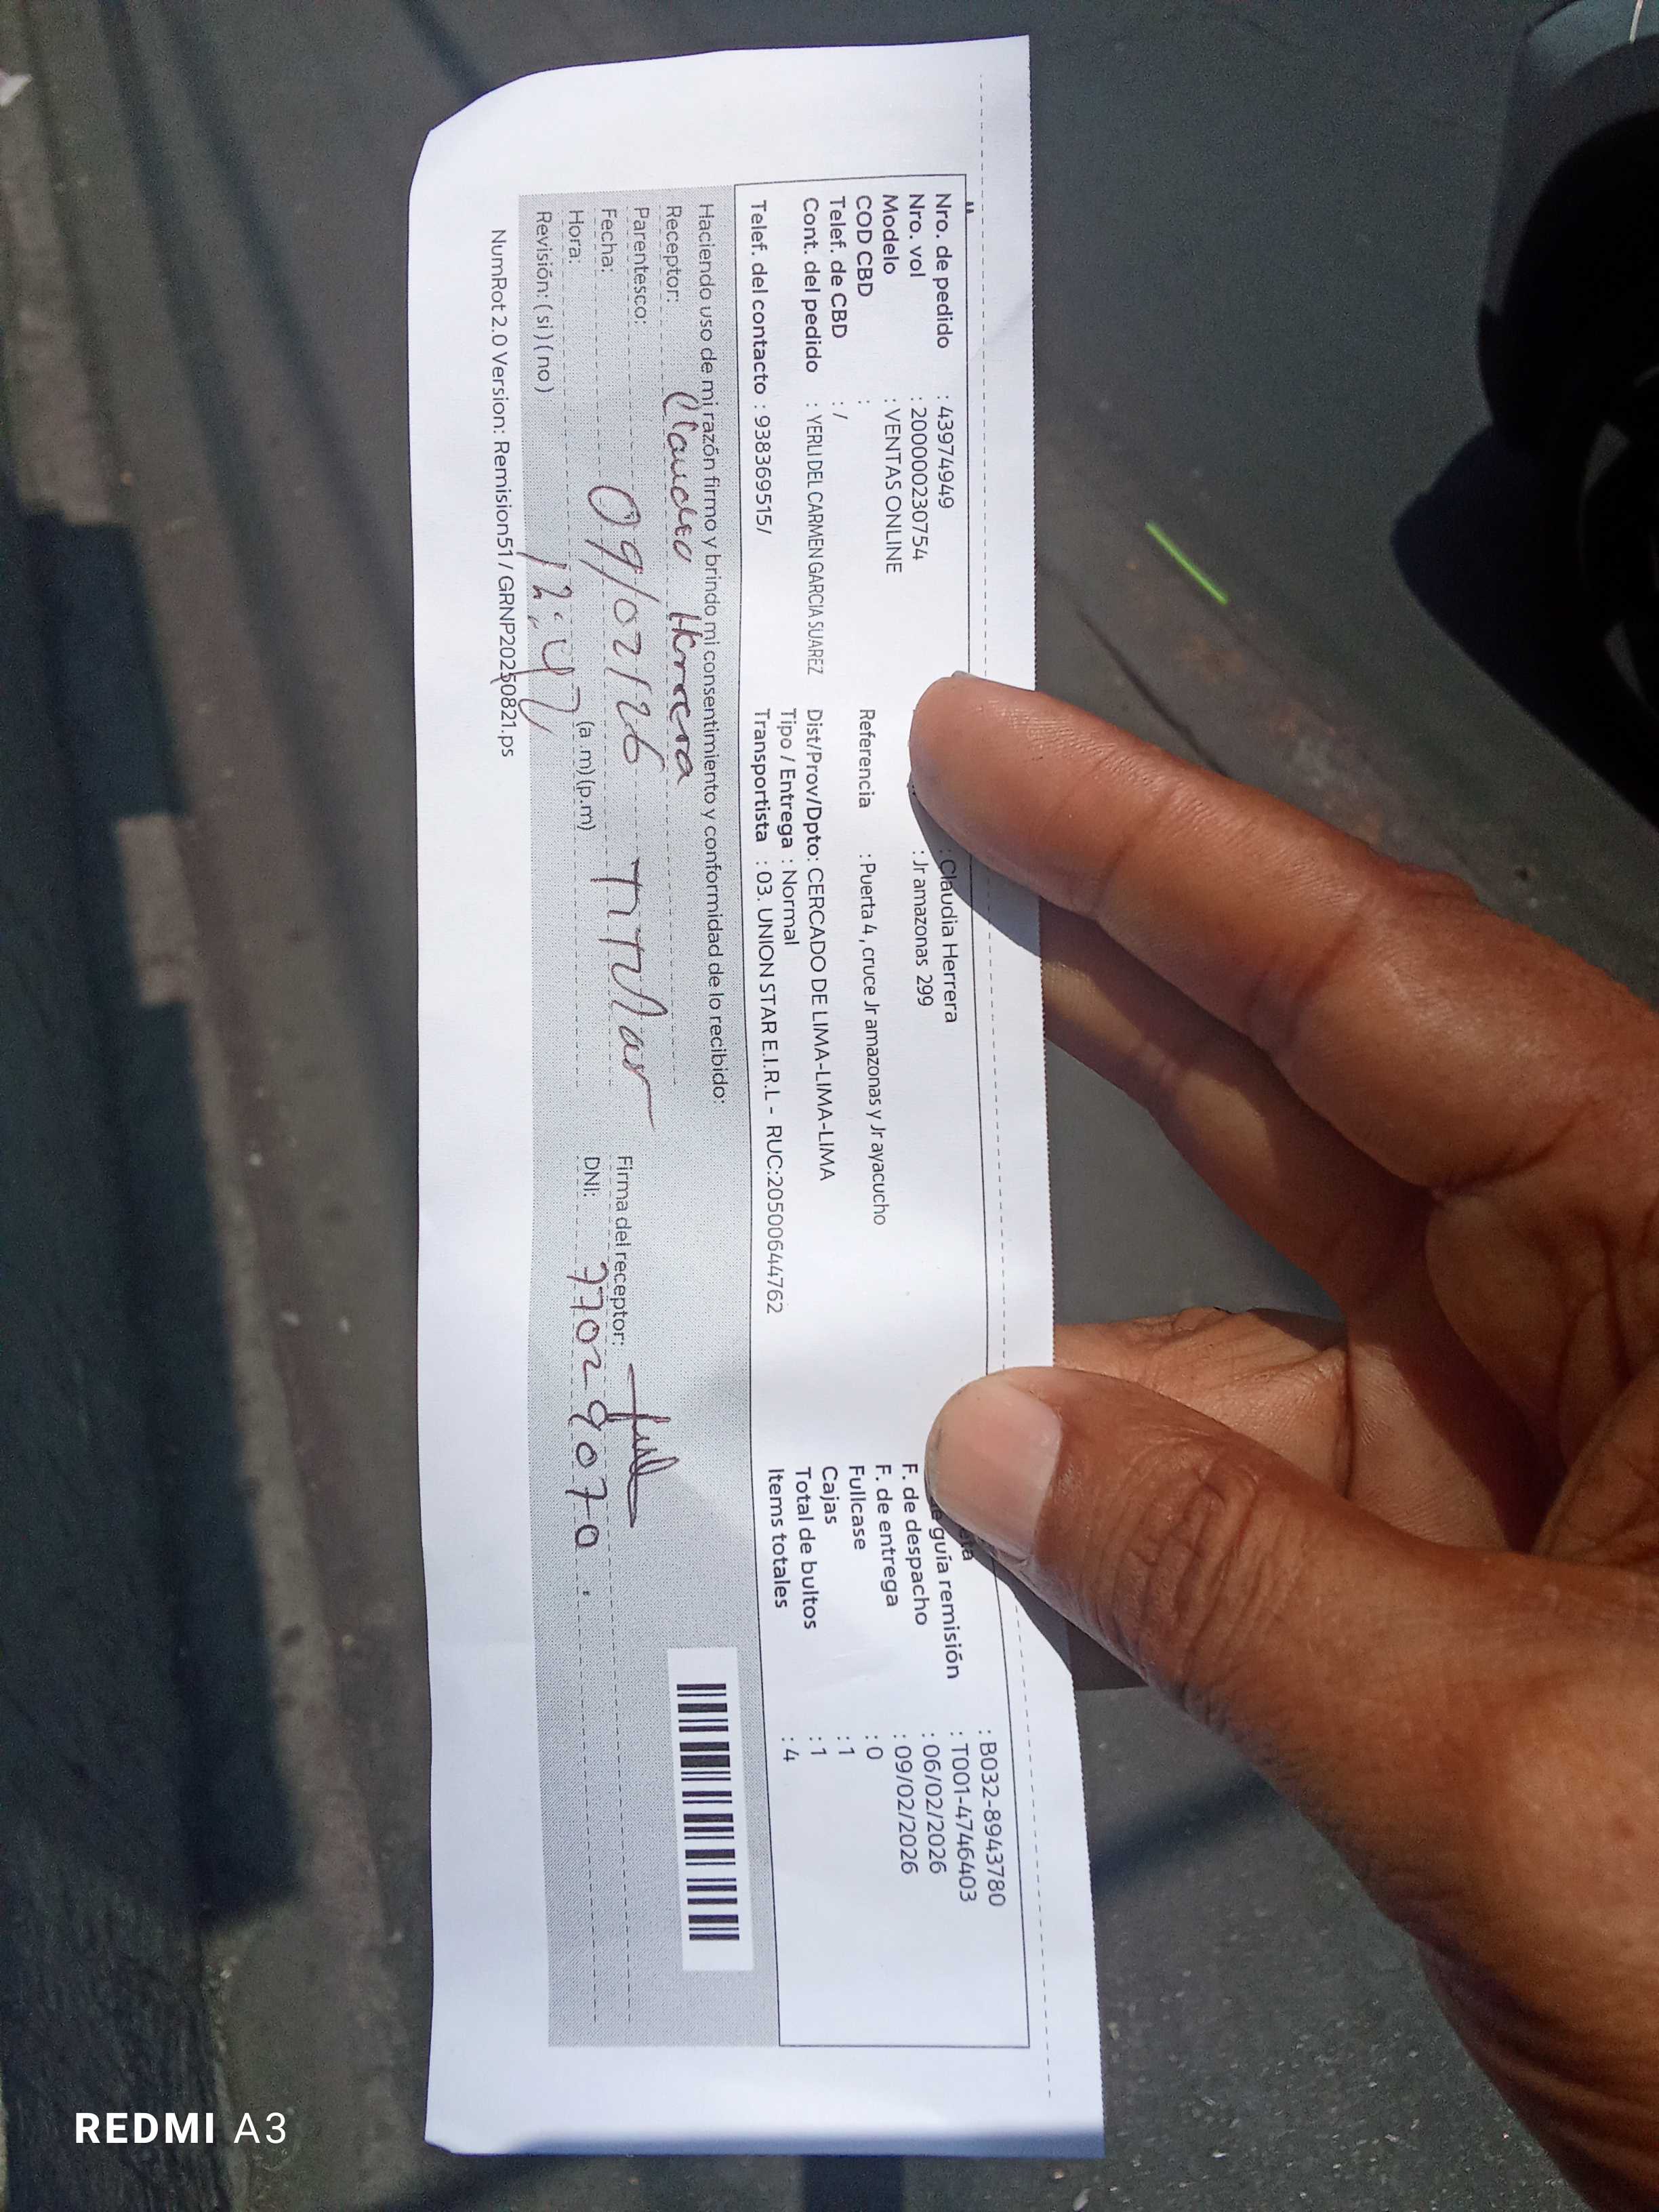 Nro. de pedido : 43974949
Nro. vol : 200000230754
Modelo : VENTAS ONLINE
COD CBD :
Telef. de CBD : /
Cont. del pedido : YERLI DEL CARMEN GARCIA SUAREZ
Telef. del contacto : 938369515/
: Claudia Herrera
: Jr amazonas 299
Referencia : Puerta 4, cruce Jr amazonas y Jr ayacucho
Dist/Prov/Dpto: CERCADO DE LIMA-LIMA-LIMA
Tipo / Entrega : Normal
Transportista : 03. UNION STAR E.I.R.L - RUC:20500644762
: B032-8943780
guía remisión : T001-4746403
F. de despacho : 06/02/2026
F. de entrega : 09/02/2026
Fullcase : 0
Cajas : 1
Total de bultos : 1
Items totales : 4
Haciendo uso de mi razón firmo y brindo mi consentimiento y conformidad de lo recibido:
Receptor: Herrera
Parentesco: Titular
Fecha: 09/02/26
Hora: (a.m)(p.m)
Revisión: (si) (no)
Firma del receptor:
DNI: 77029070
NumRot 2.0 Version: Remision51 / GRNP20250821.ps
REDMI A3